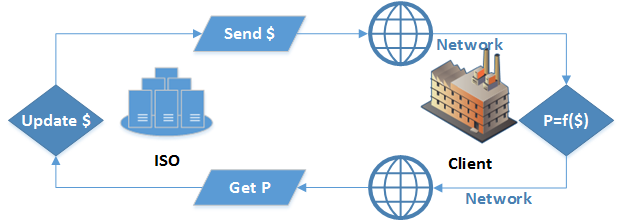 Send $
Network
Update $
P=f($)
ISO
Client
Get P
Network